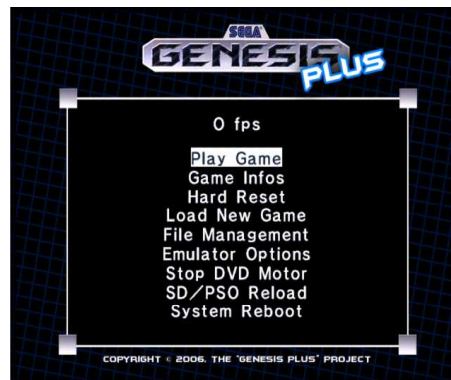 SEGA
GENESIS
PLUS
0 fps
Play Game
Game Infos
Hard Reset
Load New Game
File Management
Emulator Options
Stop DVD Motor
SD/PSO Reload
System Reboot
COPYRIGHT © 2006. THE "GENESIS PLUS" PROJECT